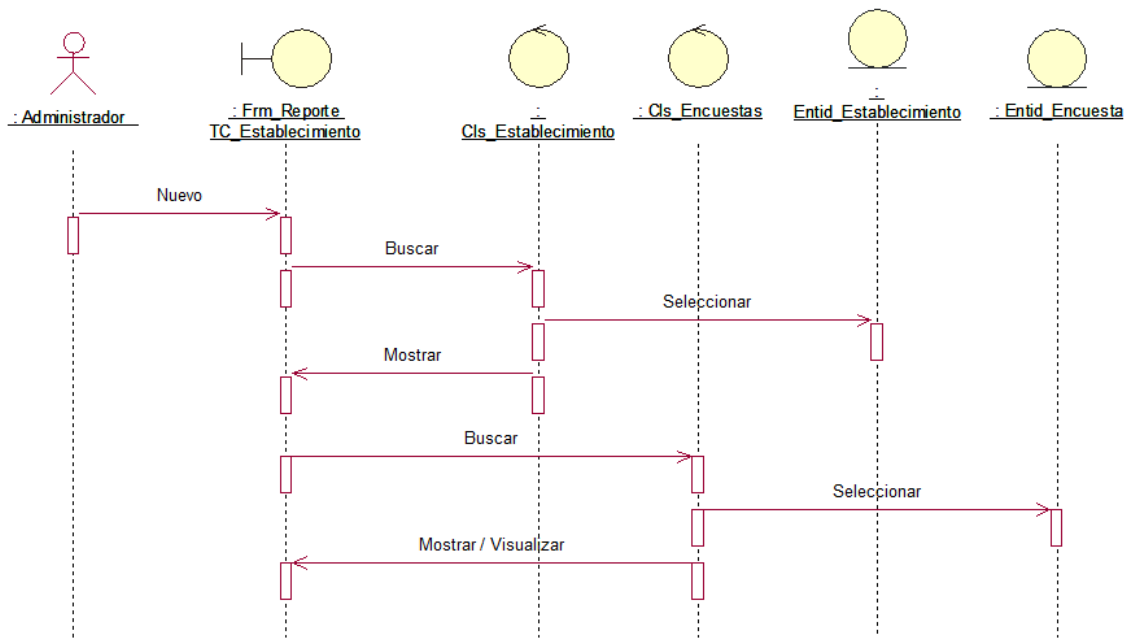 : Administrador
: Frm_Reporte
TC_Establecimiento
:
Cls_Establecimiento
: Cls_Encuestas
:
Entid_Establecimiento
: Entid_Encuesta
Nuevo
Buscar
Seleccionar
Mostrar
Buscar
Seleccionar
Mostrar / Visualizar